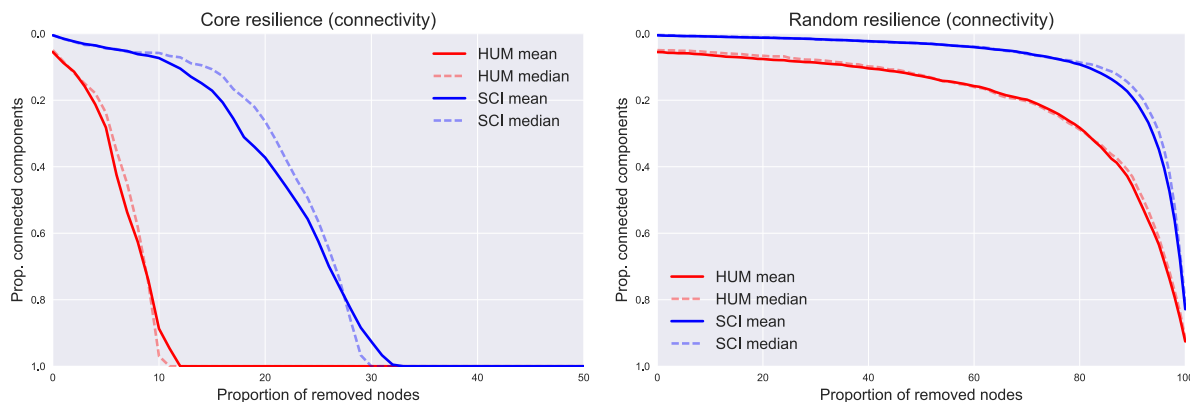 Core resilience (connectivity)
Prop. connected components
0.0
0.2
0.4
0.6
0.8
1.0
HUM mean
HUM median
SCI mean
SCI median
0 10 20 30 40 50
Proportion of removed nodes
Random resilience (connectivity)
Prop. connected components
0.0
0.2
0.4
0.6
0.8
1.0
HUM mean
HUM median
SCI mean
SCI median
0 20 40 60 80 100
Proportion of removed nodes